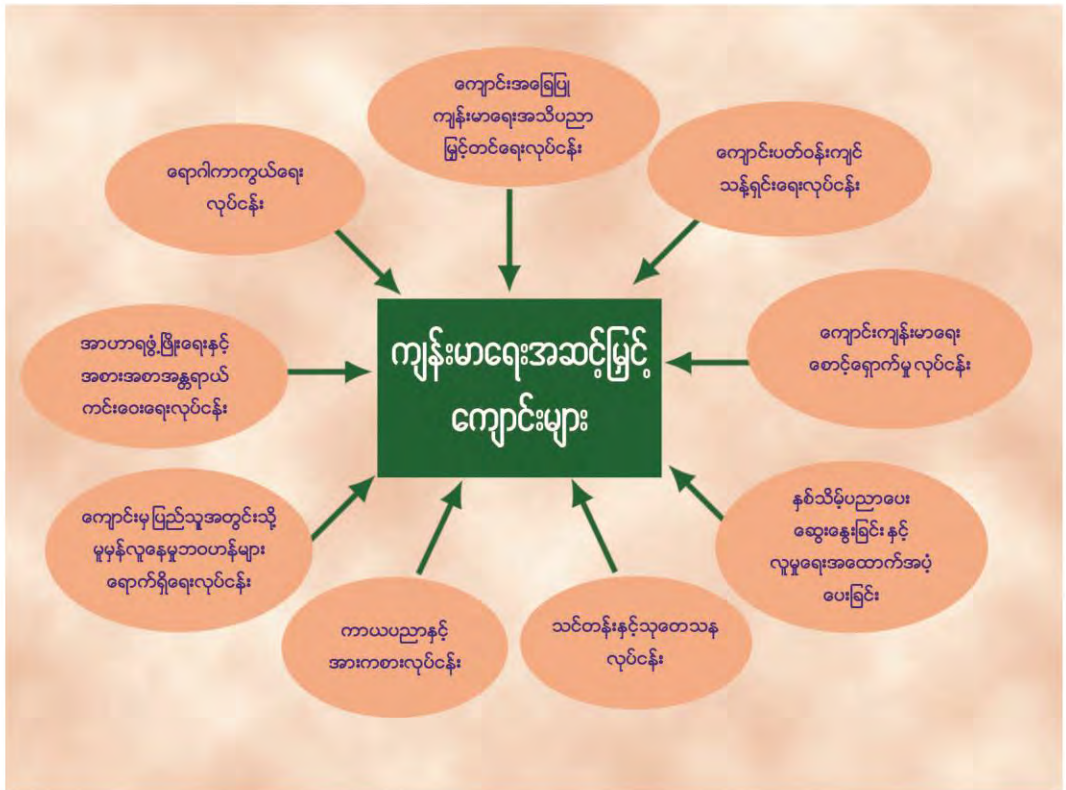 ကျောင်းအခြေပြု
ကျန်းမာရေးအသိပညာ
မြှင့်တင်ရေးလုပ်ငန်း
ကျောင်းပတ်ဝန်းကျင်
သန့်ရှင်းရေးလုပ်ငန်း
ရောဂါကာကွယ်ရေး
လုပ်ငန်း
ကျန်းမာရေးအဆင့်မြှင့်
ကျောင်းများ
ကျောင်းကျန်းမာရေး
စောင့်ရှောက်မှုလုပ်ငန်း
အာဟာရဖွံ့ဖြိုးရေးနှင့်
အစားအစာအန္တရာယ်
ကင်းဝေးရေးလုပ်ငန်း
နှစ်သိမ့်ပညာပေး
ဆွေးနွေးခြင်းနှင့်
လူမှုရေးအထောက်အပံ့
ပေးခြင်း
ကျောင်းမှပြည်သူအတွင်းသို့
မူမှန်လူနေမှုဘဝဟန်များ
ရောက်ရှိရေးလုပ်ငန်း
ကာယပညာနှင့်
အားကစားလုပ်ငန်း
သင်တန်းနှင့်သုတေသန
လုပ်ငန်း